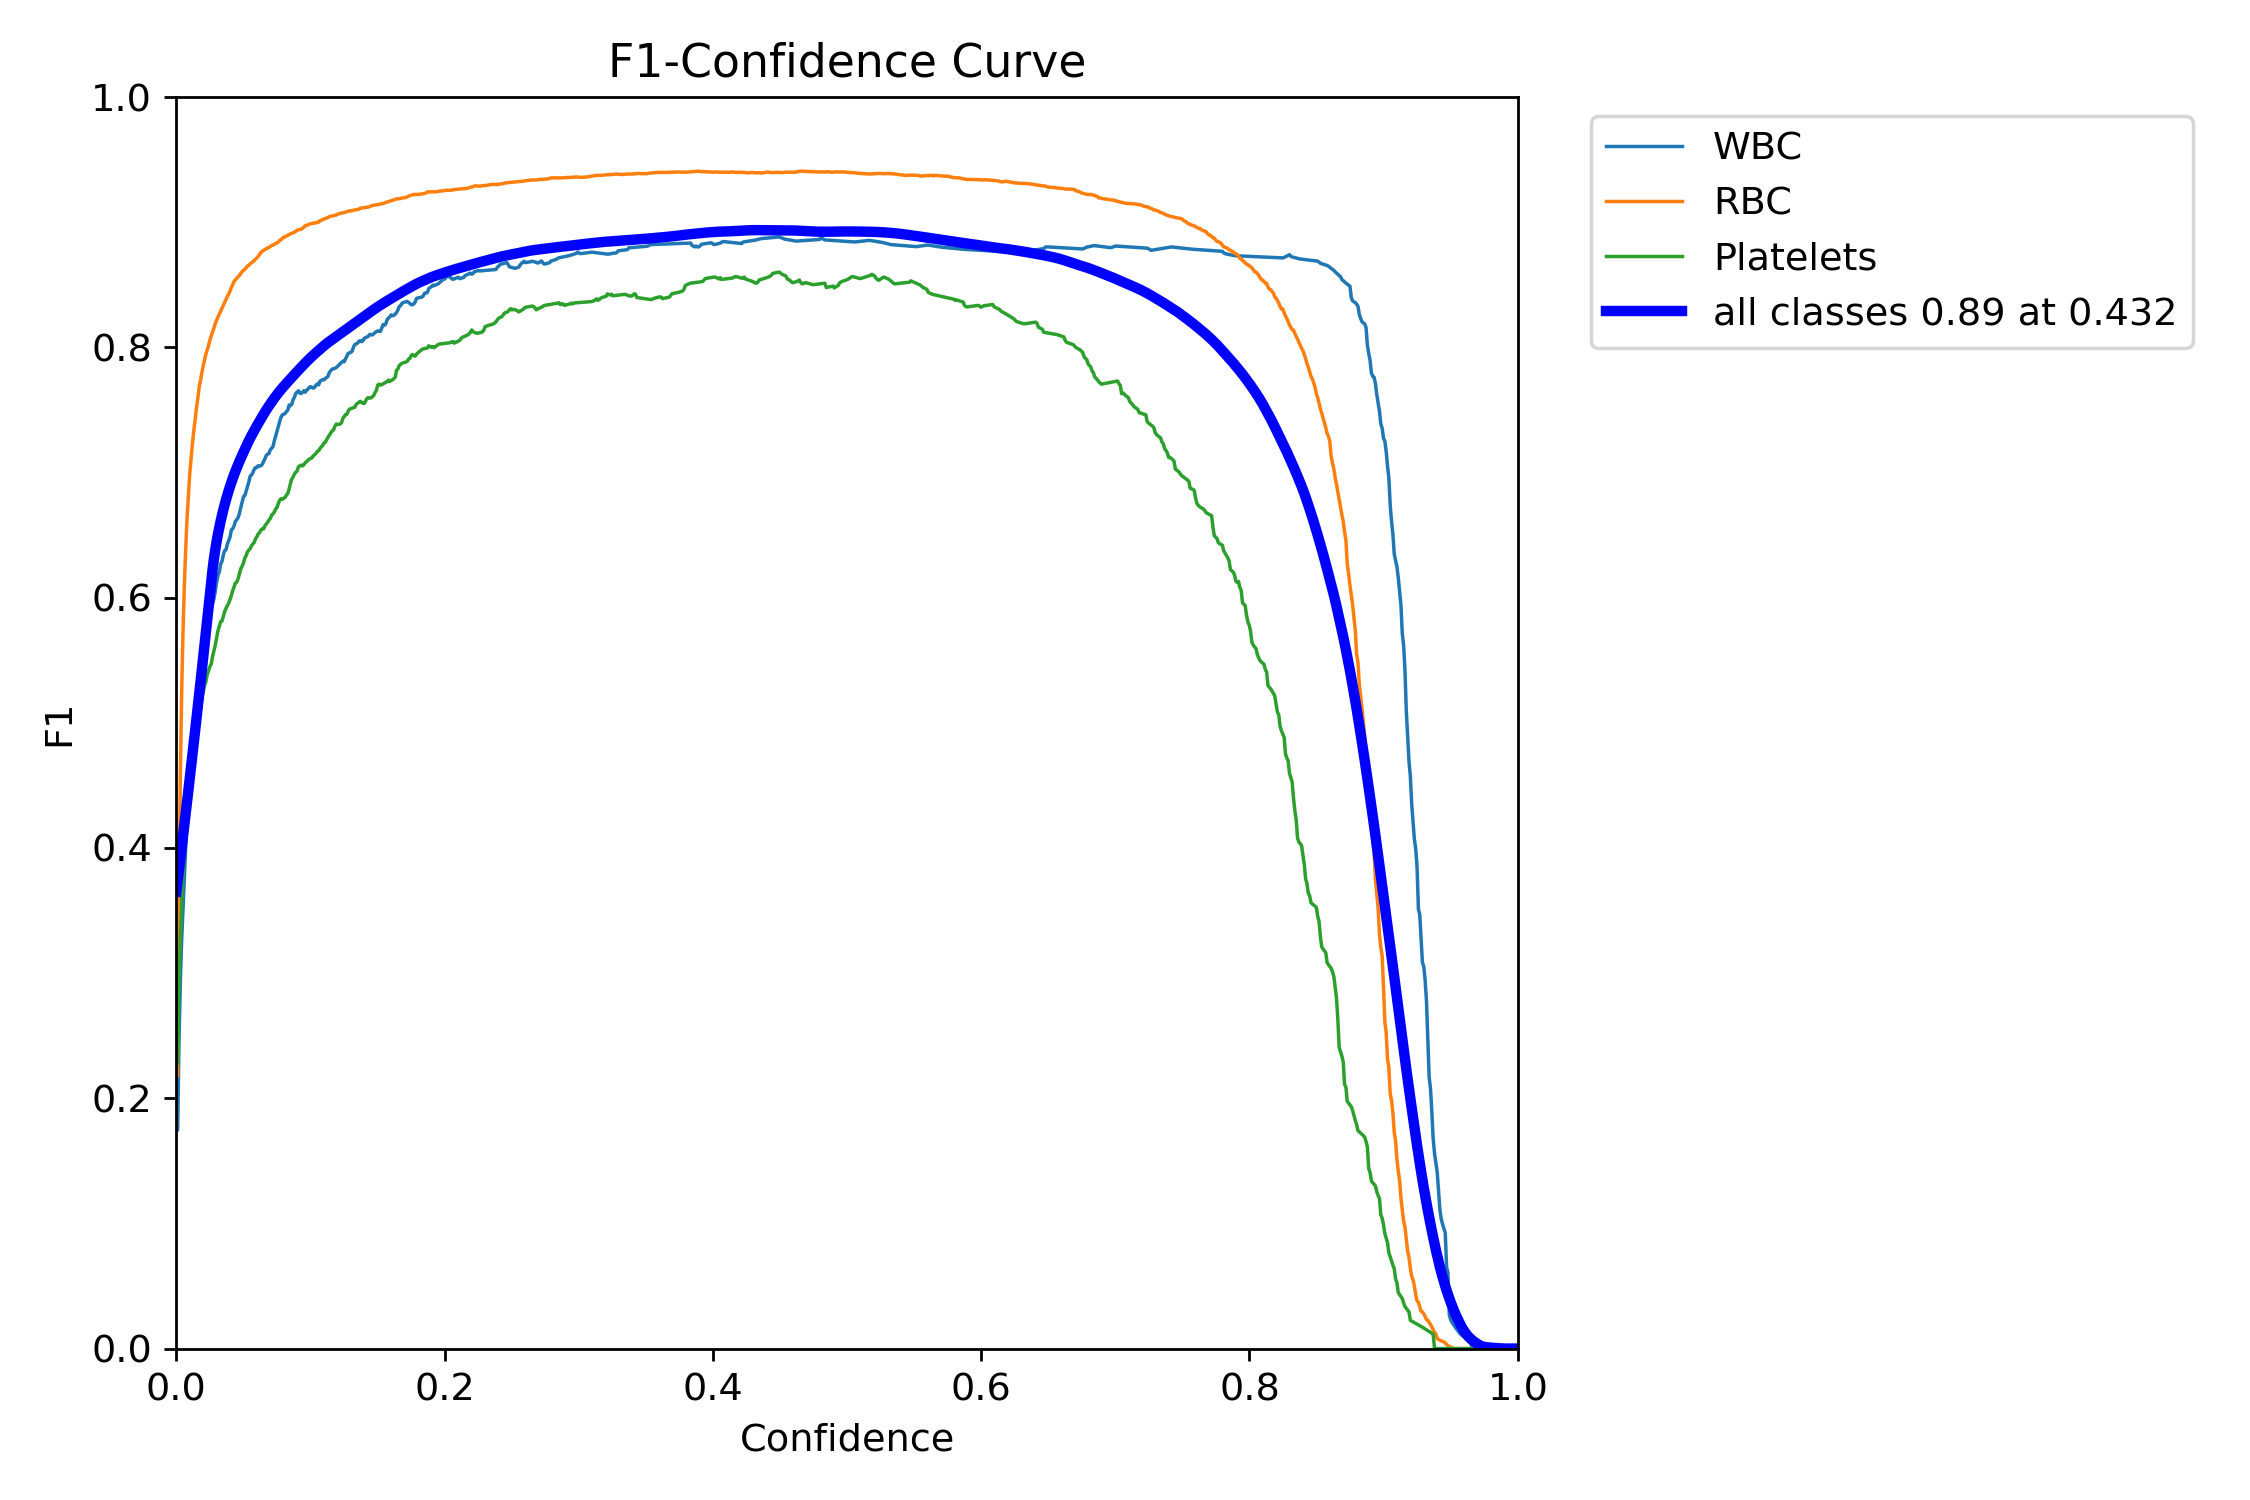 F1-Confidence Curve
1.0
0.8
0.6
0.4
0.2
0.0
F1
0.0 0.2 0.4 0.6 0.8 1.0
Confidence
WBC
RBC
Platelets
all classes 0.89 at 0.432